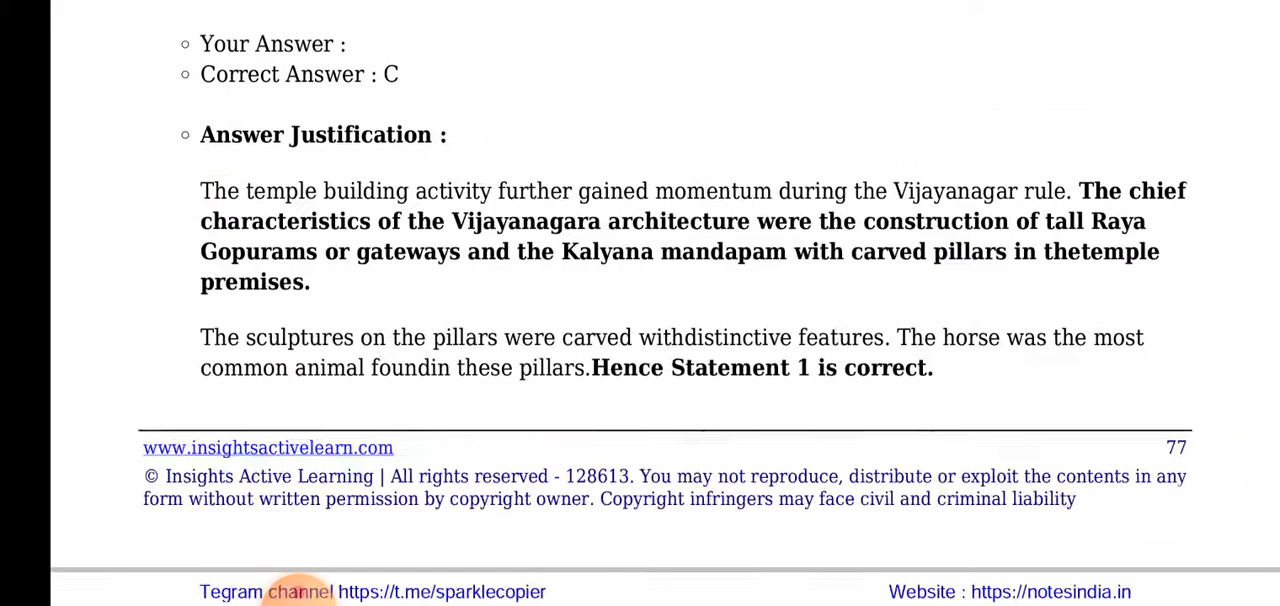 Your Answer :
Correct Answer : C
Answer Justification :
The temple building activity further gained momentum during the Vijayanagar rule. The chief
characteristics of the Vijayanagara architecture were the construction of tall Raya
Gopurams or gateways and the Kalyana mandapam with carved pillars in thetemple
premises.
The sculptures on the pillars were carved withdistinctive features. The horse was the most
common animal foundin these pillars.Hence Statement 1 is correct.
www.insightsactivelearn.com 77
© Insights Active Learning | All rights reserved - 128613. You may not reproduce, distribute or exploit the contents in any
form without written permission by copyright owner. Copyright infringers may face civil and criminal liability
Tegram channel https://t.me/sparklecopier Website : https://notesindia.in